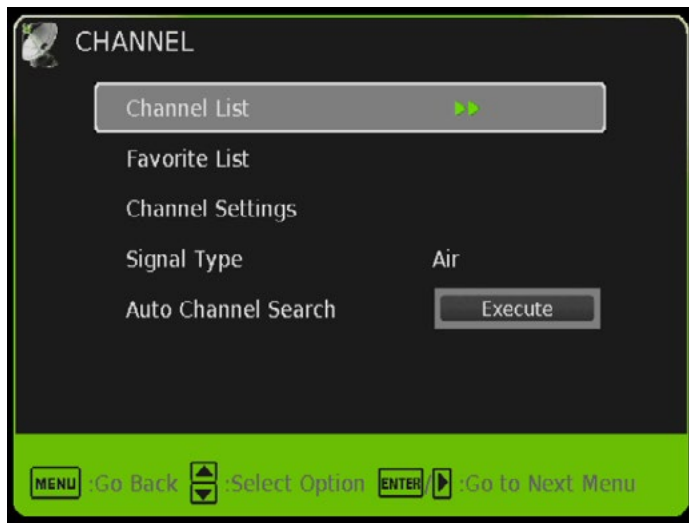 CHANNEL
Channel List
Favorite List
Channel Settings
Signal Type Air
Auto Channel Search Execute
MENU :Go Back :Select Option ENTER/ :Go to Next Menu